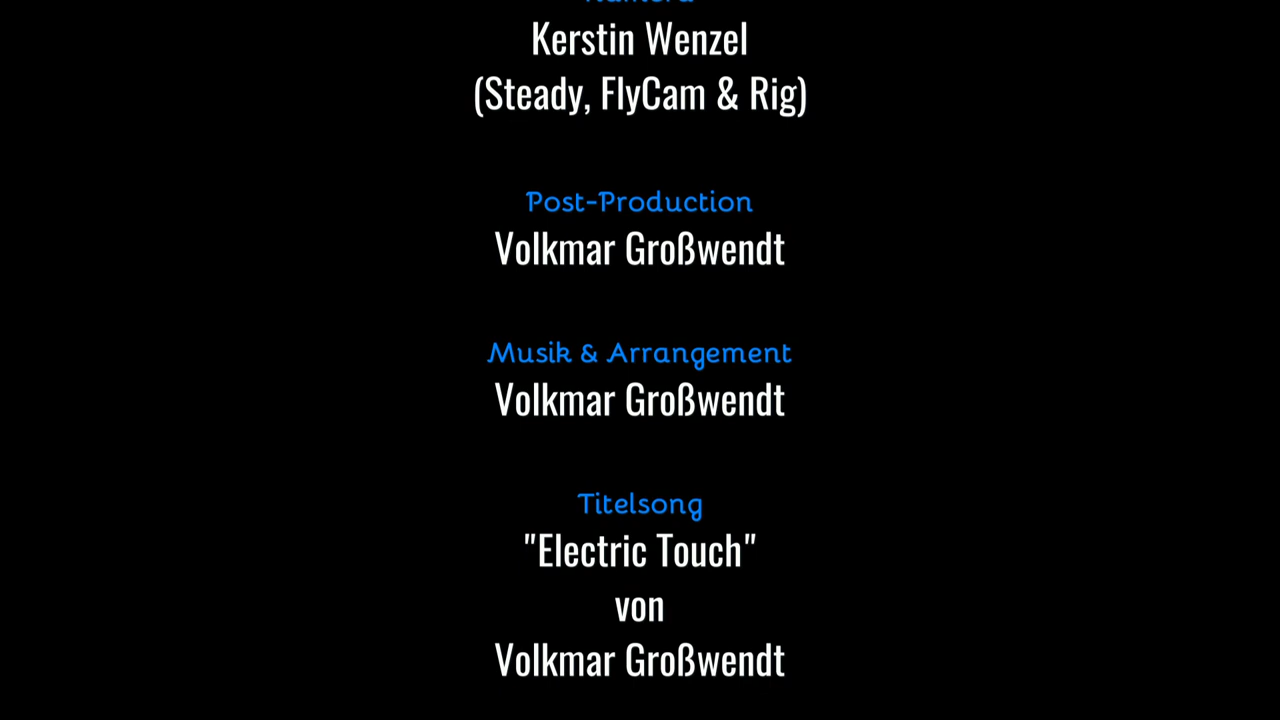 Kerstin Wenzel
(Steady, FlyCam & Rig)
Post-Production
Volkmar Großwendt
Musik & Arrangement
Volkmar Großwendt
Titelsong
"Electric Touch"
von
Volkmar Großwendt